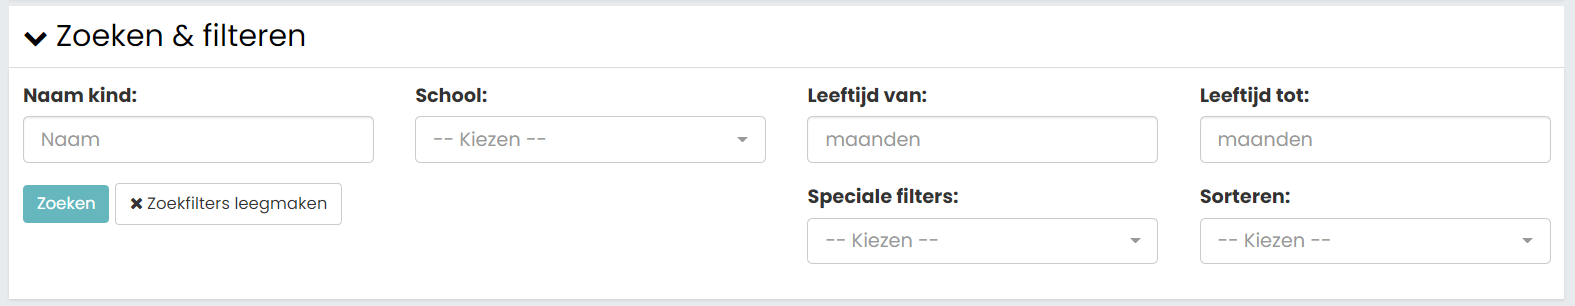 Zoeken & filteren
Naam kind:
School:
Leeftijd van:
Leeftijd tot:
Naam
-- Kiezen --
maanden
maanden
Zoeken
Zoekfilters leegmaken
Speciale filters:
Sorteren:
-- Kiezen --
-- Kiezen --